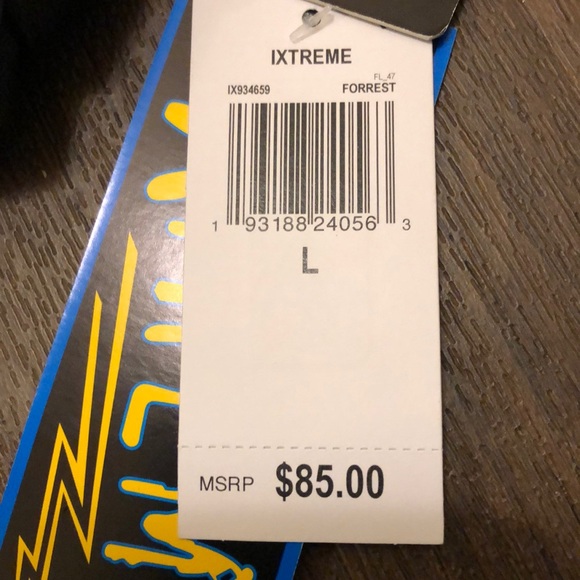 IXTREME
FL_47
IX934659 FORREST
1 93188 24056 3
L
MSRP $85.00